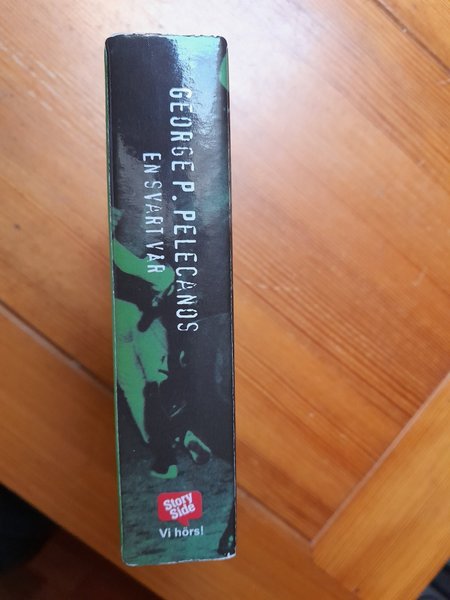 GEORGE P. PELECANOS
EN SVART VÅR
Story
Side
Vi hörs!